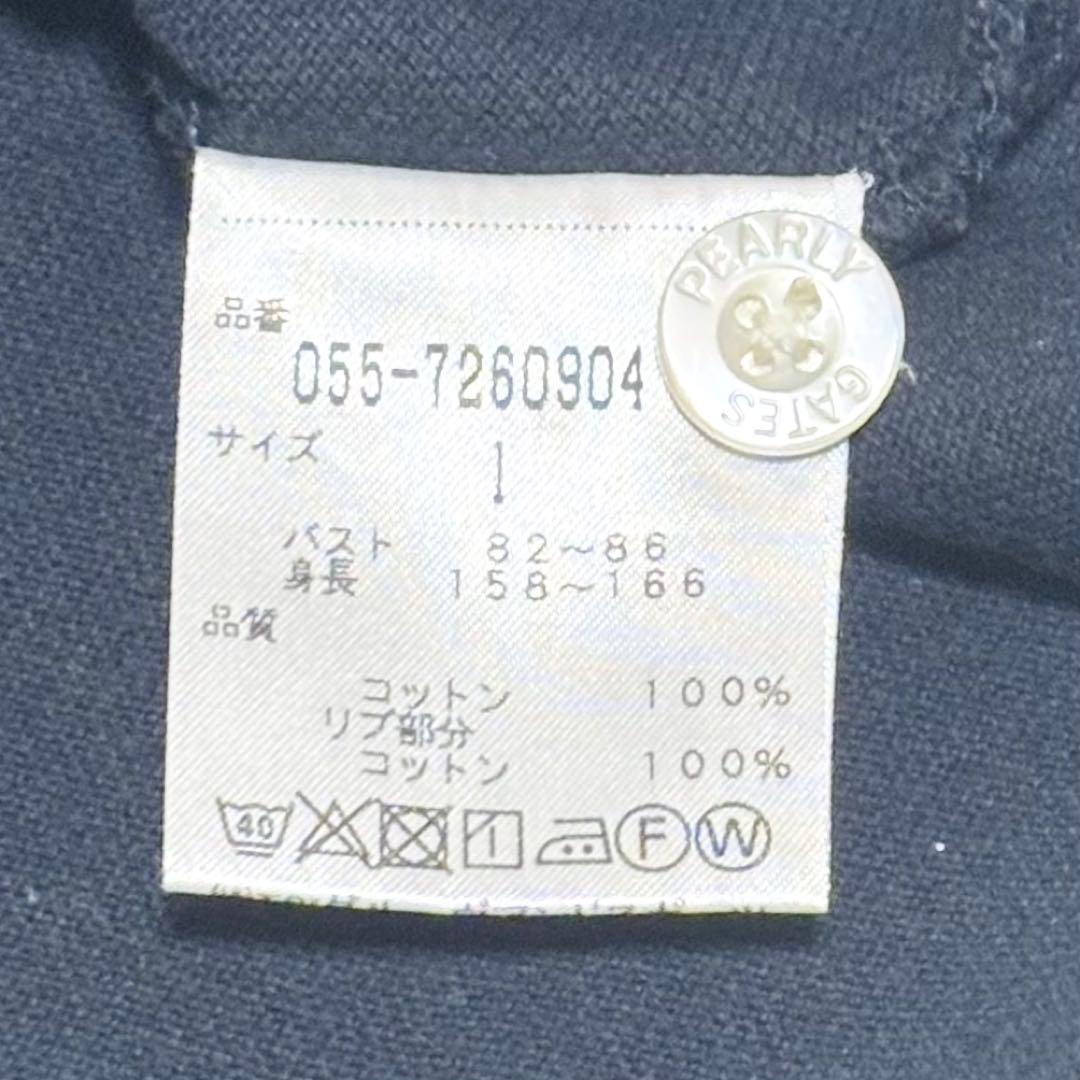 PEARLY GATES
品番
055-7260904
サイズ
1
バスト 82~86
身長 158~166
品質
コットン 100%
リブ部分
コットン 100%
40 F W